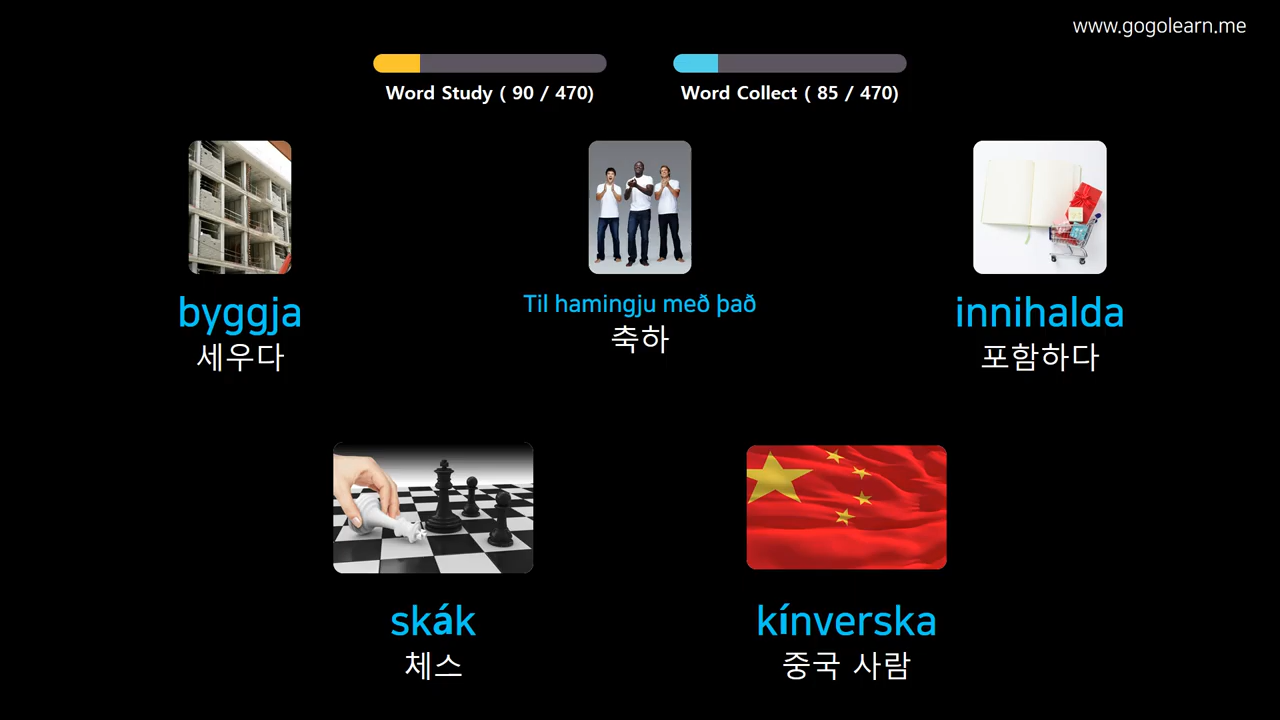 www.gogolearn.me
Word Study ( 90 / 470)
Word Collect ( 85 / 470)
byggja
세우다
Til hamingju með það
축하
innihalda
포함하다
skák
체스
kínverska
중국 사람